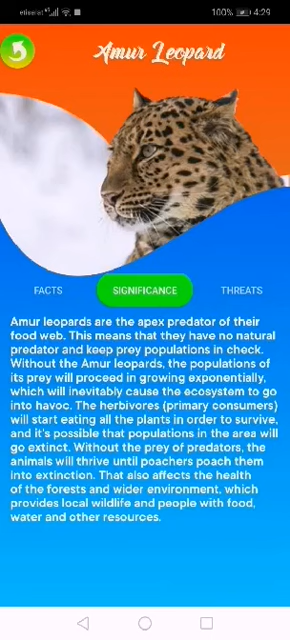 etisalat
100% 4:29
Amur Leopard
FACTS SIGNIFICANCE THREATS
Amur leopards are the apex predator of their
food web. This means that they have no natural
predator and keep prey populations in check.
Without the Amur leopards, the populations of
its prey will proceed in growing exponentially,
which will inevitably cause the ecosystem to go
into havoc. The herbivores (primary consumers)
will start eating all the plants in order to survive,
and it's possible that populations in the area will
go extinct. Without the prey of predators, the
animals will thrive until poachers poach them
into extinction. That also affects the health
of the forests and wider environment, which
provides local wildlife and people with food,
water and other resources.